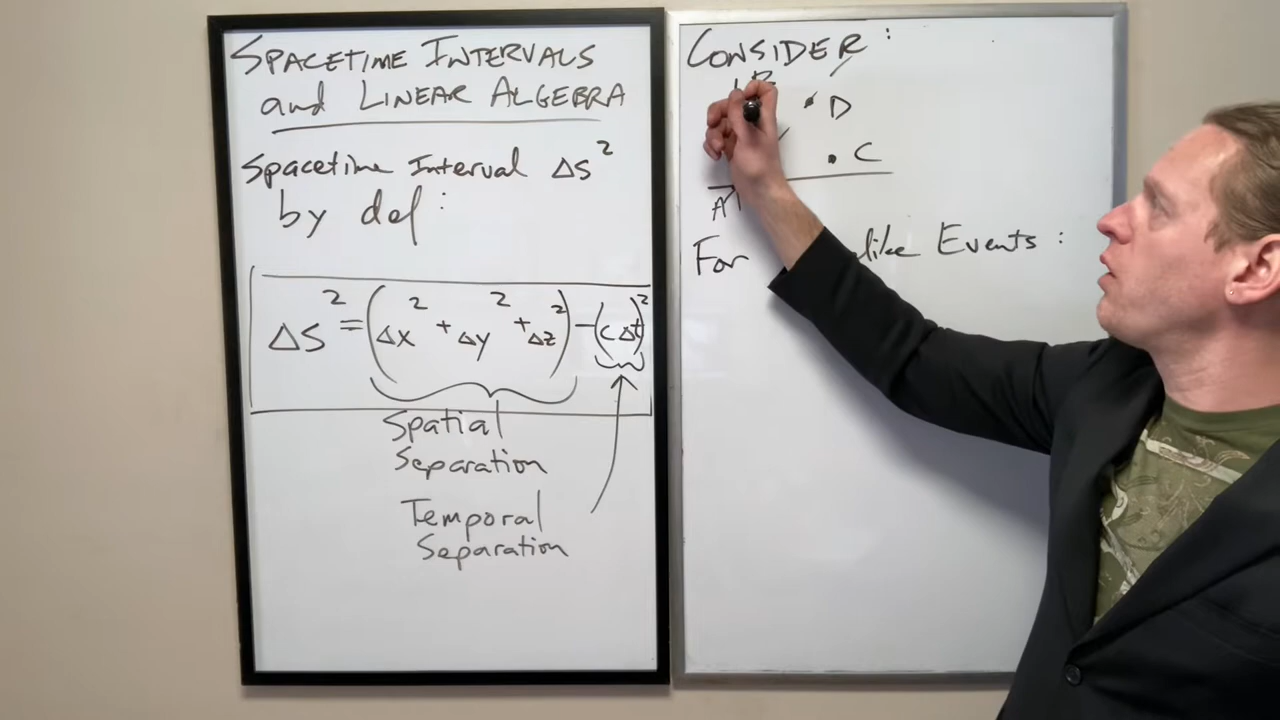 SPACETIME INTERVALS
and LINEAR ALGEBRA
Spacetime Interval Δs²
by def:
Δs² = (Δx² + Δy² + Δz²) - (cΔt)²
Spatial
Separation
Temporal
Separation
CONSIDER:
B
D
C
A
For like Events: